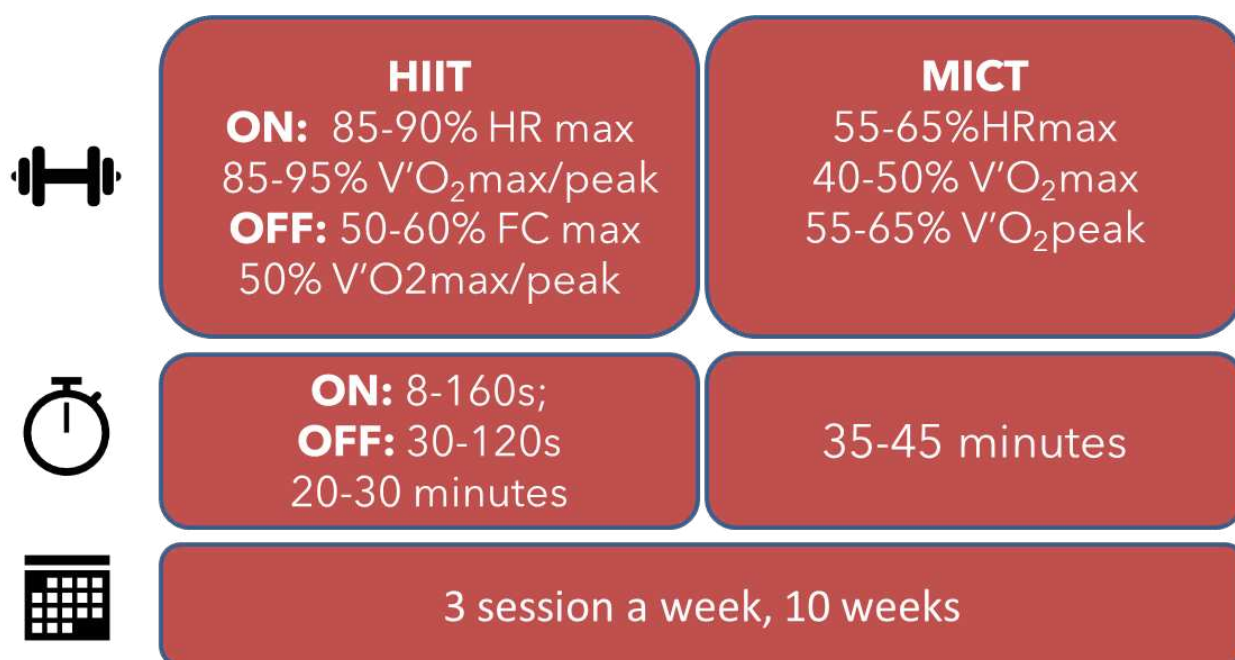 HIIT
ON: 85-90% HR max
85-95% V'O₂max/peak
OFF: 50-60% FC max
50% V'O2max/peak
MICT
55-65%HRmax
40-50% V'O₂max
55-65% V'O₂peak
ON: 8-160s;
OFF: 30-120s
20-30 minutes
35-45 minutes
3 session a week, 10 weeks